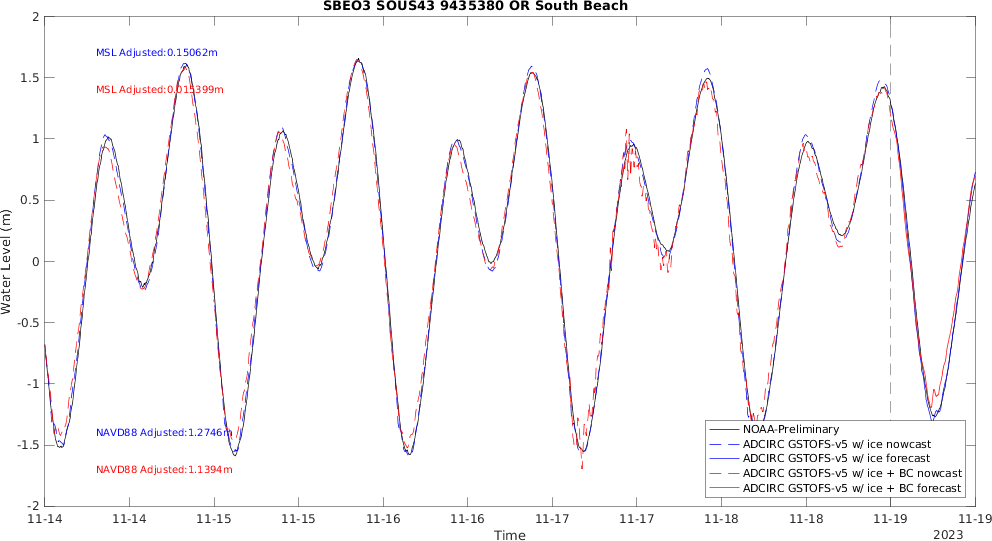 SBEO3 SOUS43 9435380 OR South Beach
MSL Adjusted:0.15062m
MSL Adjusted:0.015399m
NAVD88 Adjusted:1.2746m
NAVD88 Adjusted:1.1394m
Water Level (m)
2
1.5
1
0.5
0
-0.5
-1
-1.5
-2
NOAA-Preliminary
ADCIRC GSTOFS-v5 w/ ice nowcast
ADCIRC GSTOFS-v5 w/ ice forecast
ADCIRC GSTOFS-v5 w/ ice + BC nowcast
ADCIRC GSTOFS-v5 w/ ice + BC forecast
11-14 11-14 11-15 11-15 11-16 11-16 11-17 11-17 11-18 11-18 11-19 11-19
Time
2023